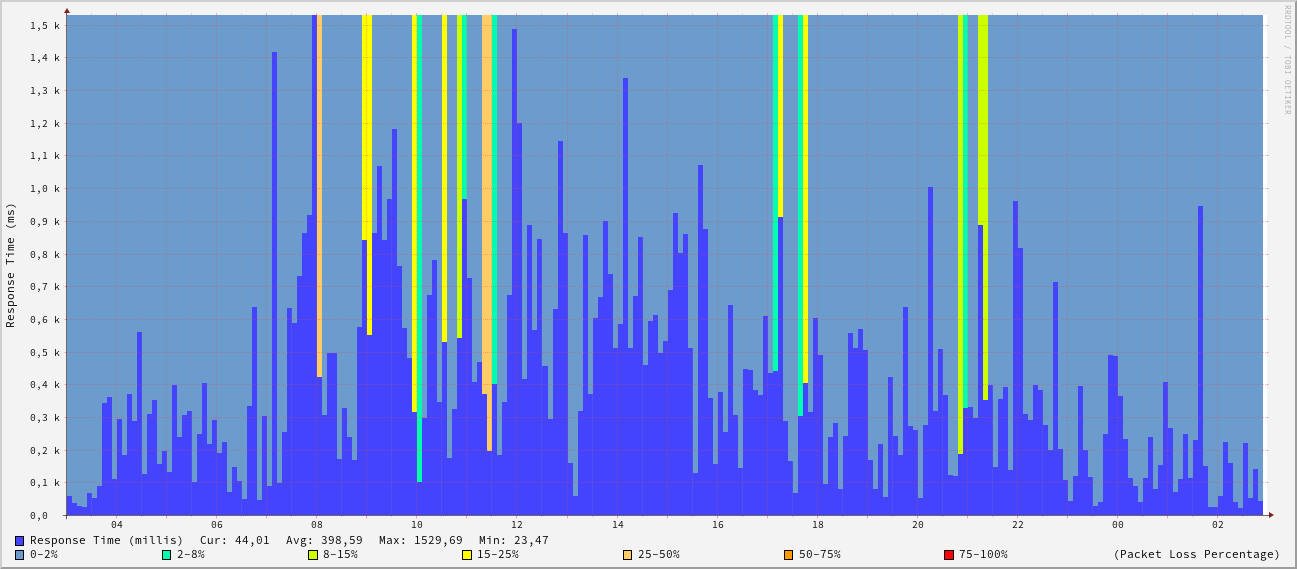 RRDTOOL / TOBI OETIKER
Response Time (ms)
1,5 k
1,4 k
1,3 k
1,2 k
1,1 k
1,0 k
0,9 k
0,8 k
0,7 k
0,6 k
0,5 k
0,4 k
0,3 k
0,2 k
0,1 k
0,0
04 06 08 10 12 14 16 18 20 22 00 02
Response Time (millis) Cur: 44,01 Avg: 398,59 Max: 1529,69 Min: 23,47
0-2% 2-8% 8-15% 15-25% 25-50% 50-75% 75-100% (Packet Loss Percentage)